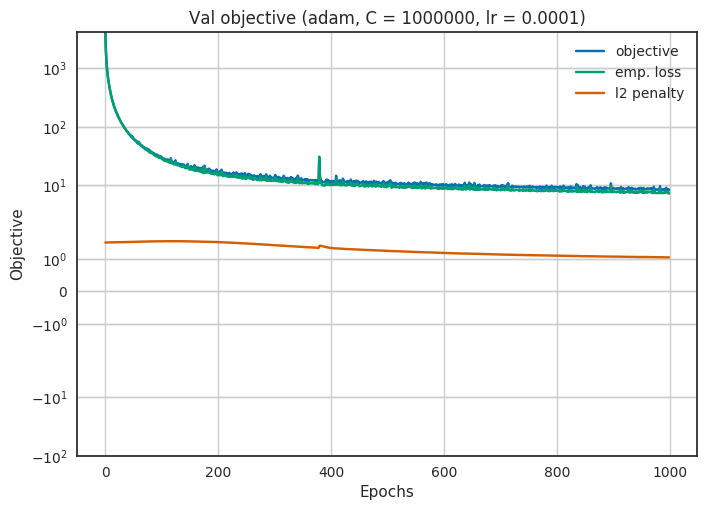 Val objective (adam, C = 1000000, lr = 0.0001)
objective
emp. loss
l2 penalty
Objective
10³
10²
10¹
10⁰
0
−10⁰
−10¹
−10²
0 200 400 600 800 1000
Epochs